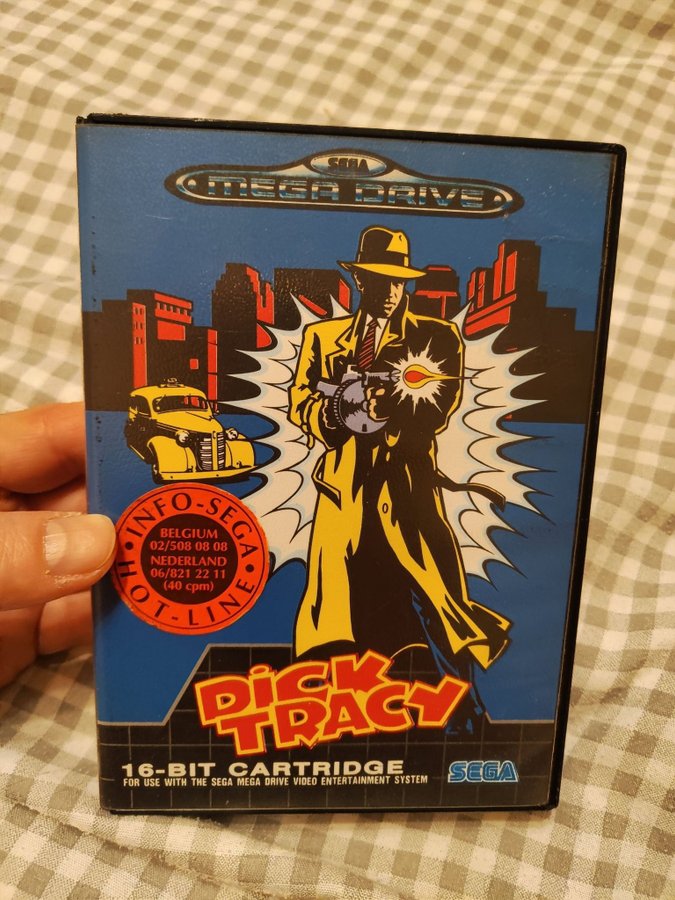 SEGA
MEGA DRIVE
• INFO-SEGA •
BELGIUM
02/508 08 08
NEDERLAND
06/821 22 11
(40 cpm)
HOT-LINE
DiCK
TRACY
16-BIT CARTRIDGE
FOR USE WITH THE SEGA MEGA DRIVE VIDEO ENTERTAINMENT SYSTEM
SEGA